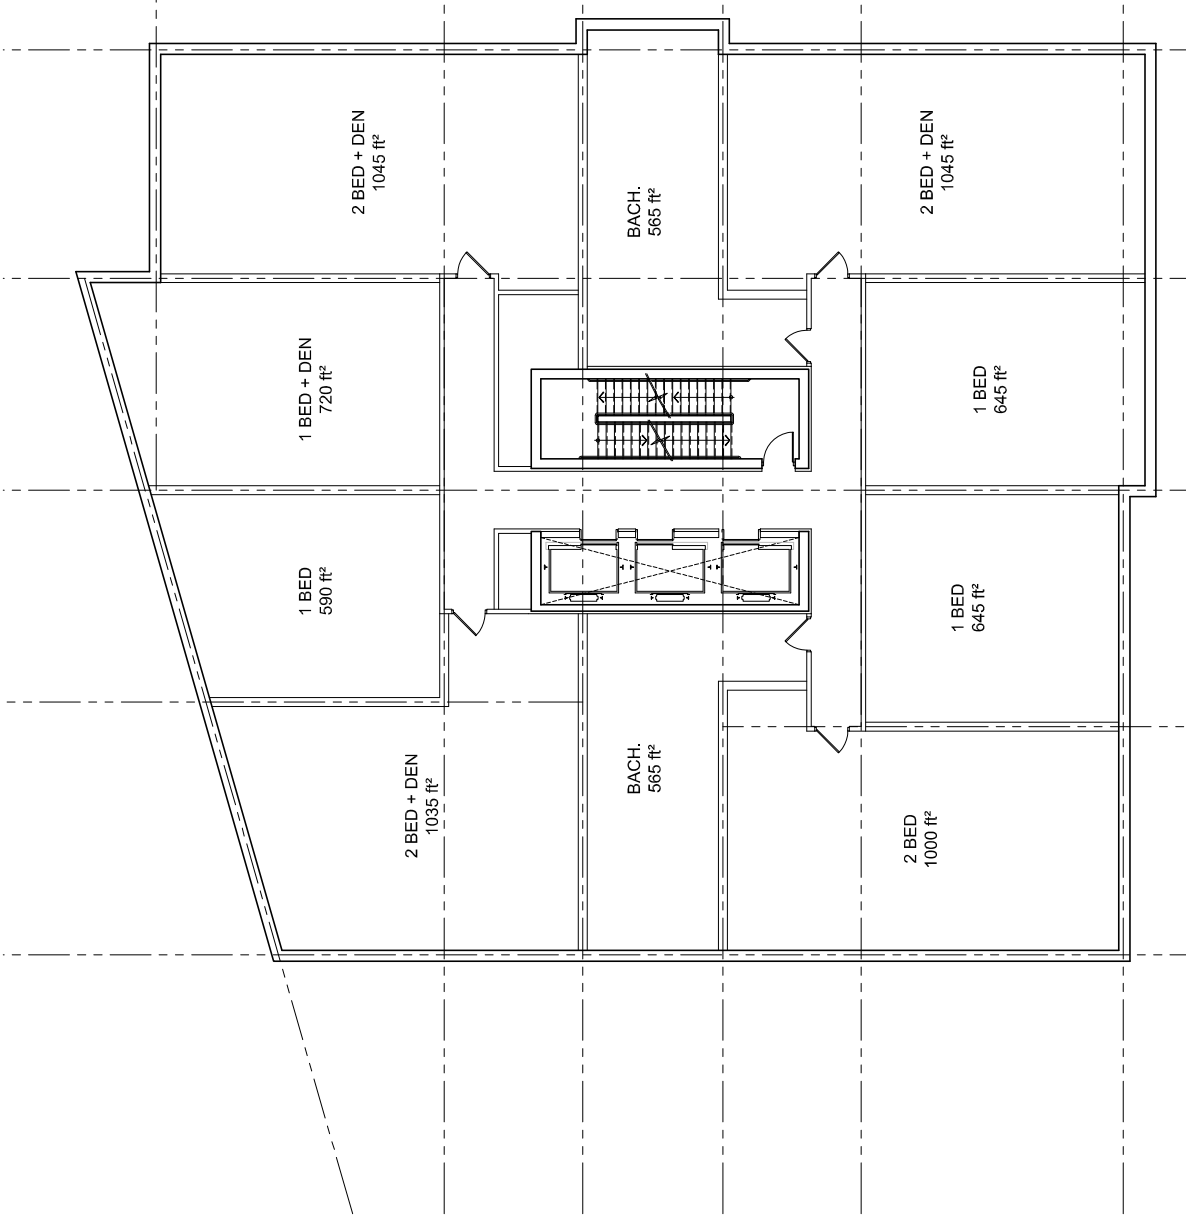 2 BED + DEN
1045 ft²
BACH.
565 ft²
2 BED + DEN
1045 ft²
1 BED + DEN
720 ft²
1 BED
645 ft²
1 BED
590 ft²
1 BED
645 ft²
2 BED + DEN
1035 ft²
BACH.
565 ft²
2 BED
1000 ft²